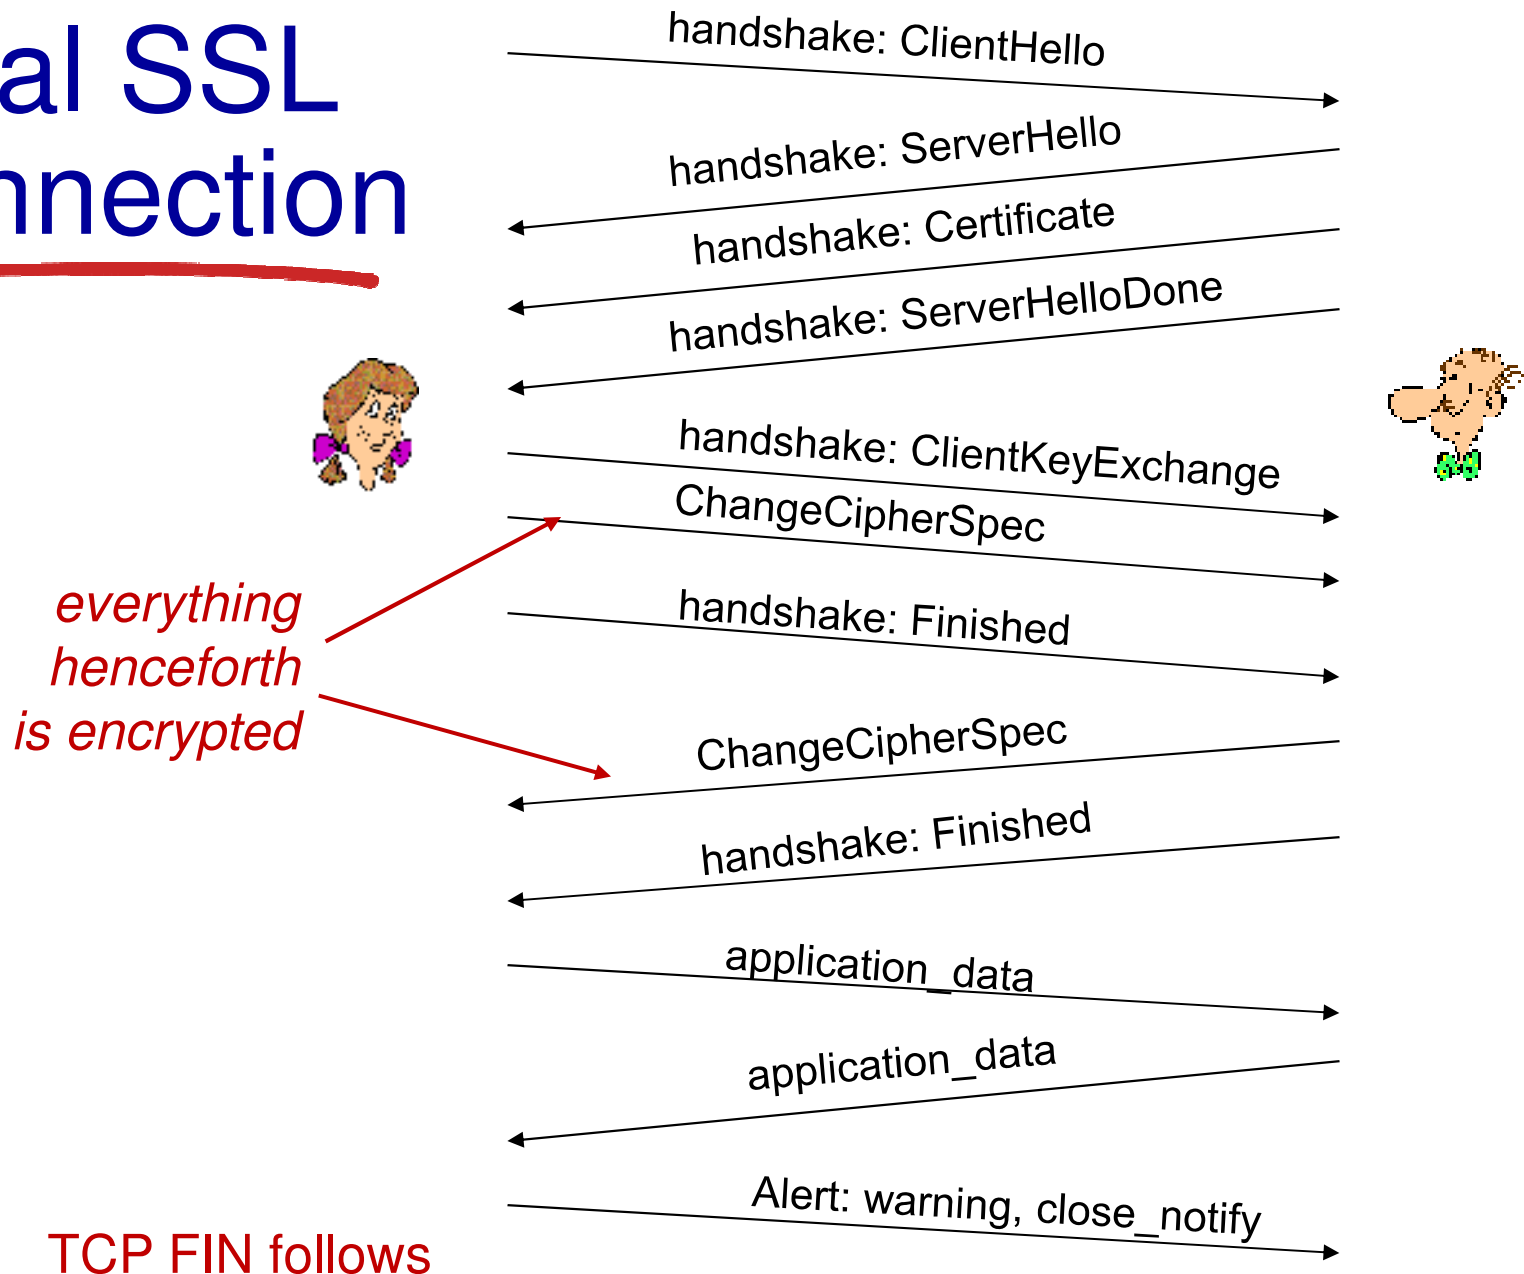 al SSL
nnection
handshake: ClientHello
handshake: ServerHello
handshake: Certificate
handshake: ServerHelloDone
handshake: ClientKeyExchange
ChangeCipherSpec
handshake: Finished
everything
henceforth
is encrypted
ChangeCipherSpec
handshake: Finished
application_data
application_data
Alert: warning, close_notify
TCP FIN follows